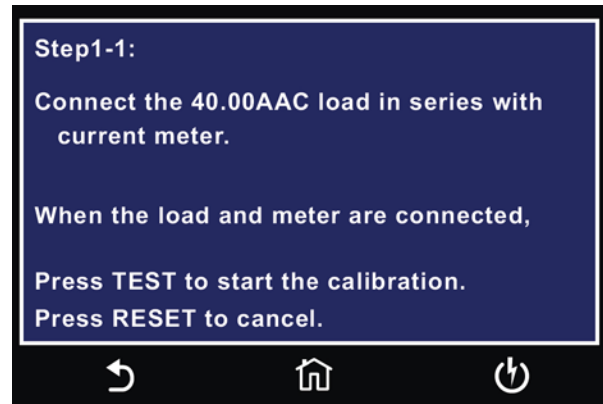 Step1-1:
Connect the 40.00AAC load in series with
current meter.
When the load and meter are connected,
Press TEST to start the calibration.
Press RESET to cancel.